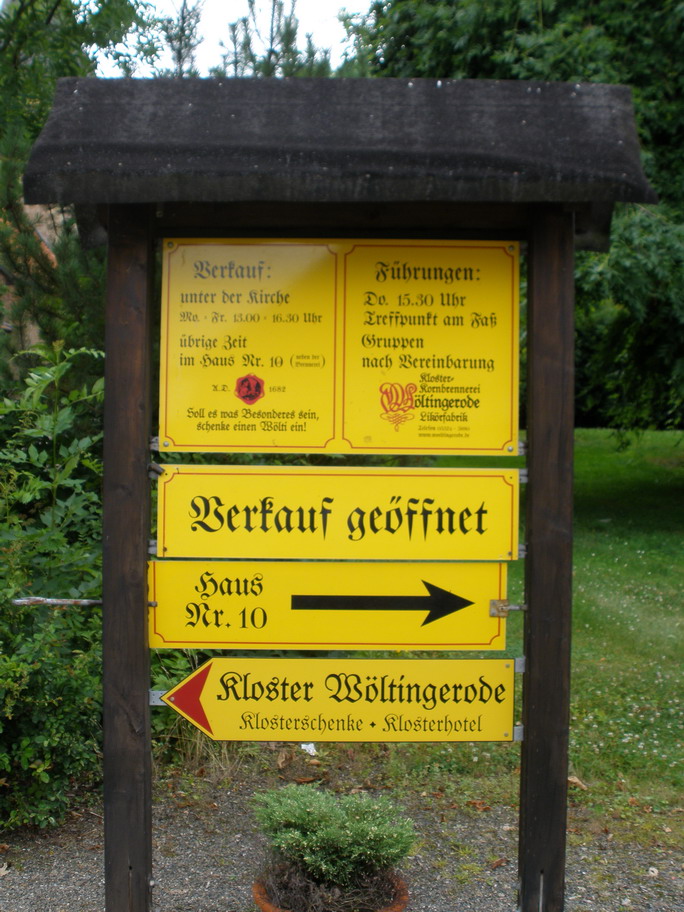 Verkauf:
unter der Kirche
Mo. - Fr. 13.00 - 16.30 Uhr
übrige Zeit
im Haus Nr. 10
A.D. 1682
Soll es was Besonderes sein,
schenke einen Wölti ein!
Führungen:
Do. 15.30 Uhr
Treffpunkt am Faß
Gruppen
nach Vereinbarung
Kloster-
Kornbrennerei
Wöltingerode
Likörfabrik
Verkauf geöffnet
Haus
Nr. 10
Kloster Wöltingerode
Klosterschenke • Klosterhotel